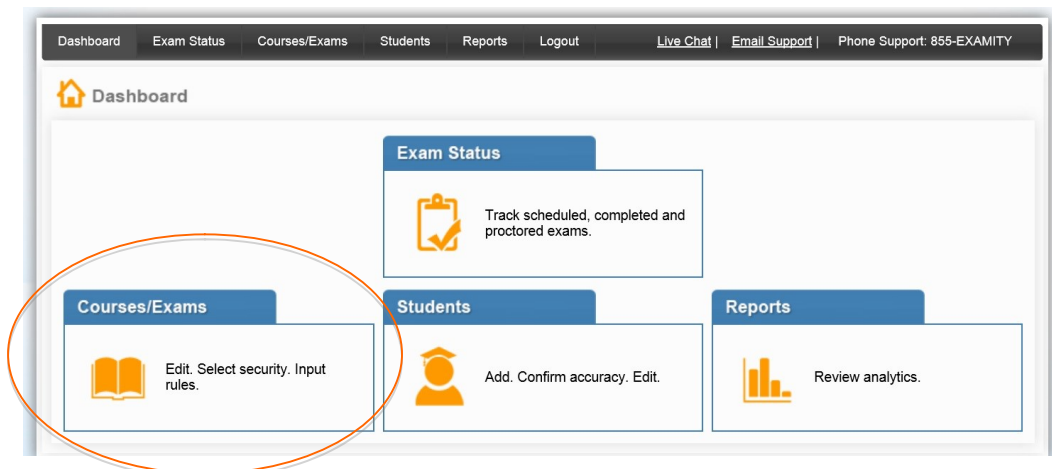 Dashboard Exam Status Courses/Exams Students Reports Logout Live Chat | Email Support | Phone Support: 855-EXAMITY
Dashboard
Exam Status
Track scheduled, completed and
proctored exams.
Courses/Exams
Edit. Select security. Input
rules.
Students
Add. Confirm accuracy. Edit.
Reports
Review analytics.